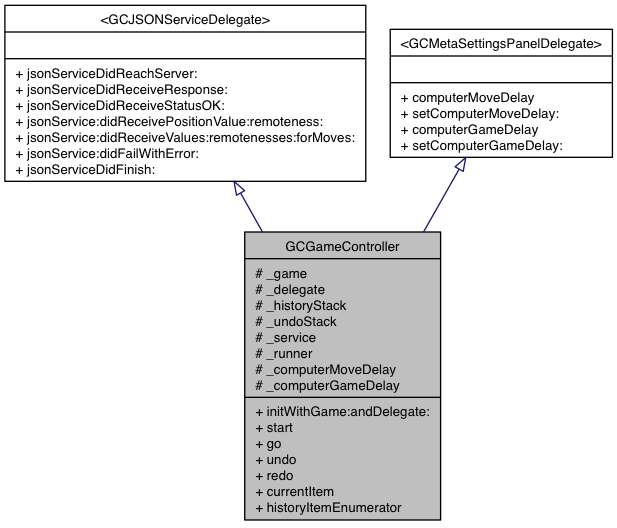 <GCJSONServiceDelegate>
+ jsonServiceDidReachServer:
+ jsonServiceDidReceiveResponse:
+ jsonServiceDidReceiveStatusOK:
+ jsonService:didReceivePositionValue:remoteness:
+ jsonService:didReceiveValues:remotenesses:forMoves:
+ jsonService:didFailWithError:
+ jsonServiceDidFinish:
<GCMetaSettingsPanelDelegate>
+ computerMoveDelay
+ setComputerMoveDelay:
+ computerGameDelay
+ setComputerGameDelay:
GCGameController
# _game
# _delegate
# _historyStack
# _undoStack
# _service
# _runner
# _computerMoveDelay
# _computerGameDelay
+ initWithGame:andDelegate:
+ start
+ go
+ undo
+ redo
+ currentItem
+ historyItemEnumerator